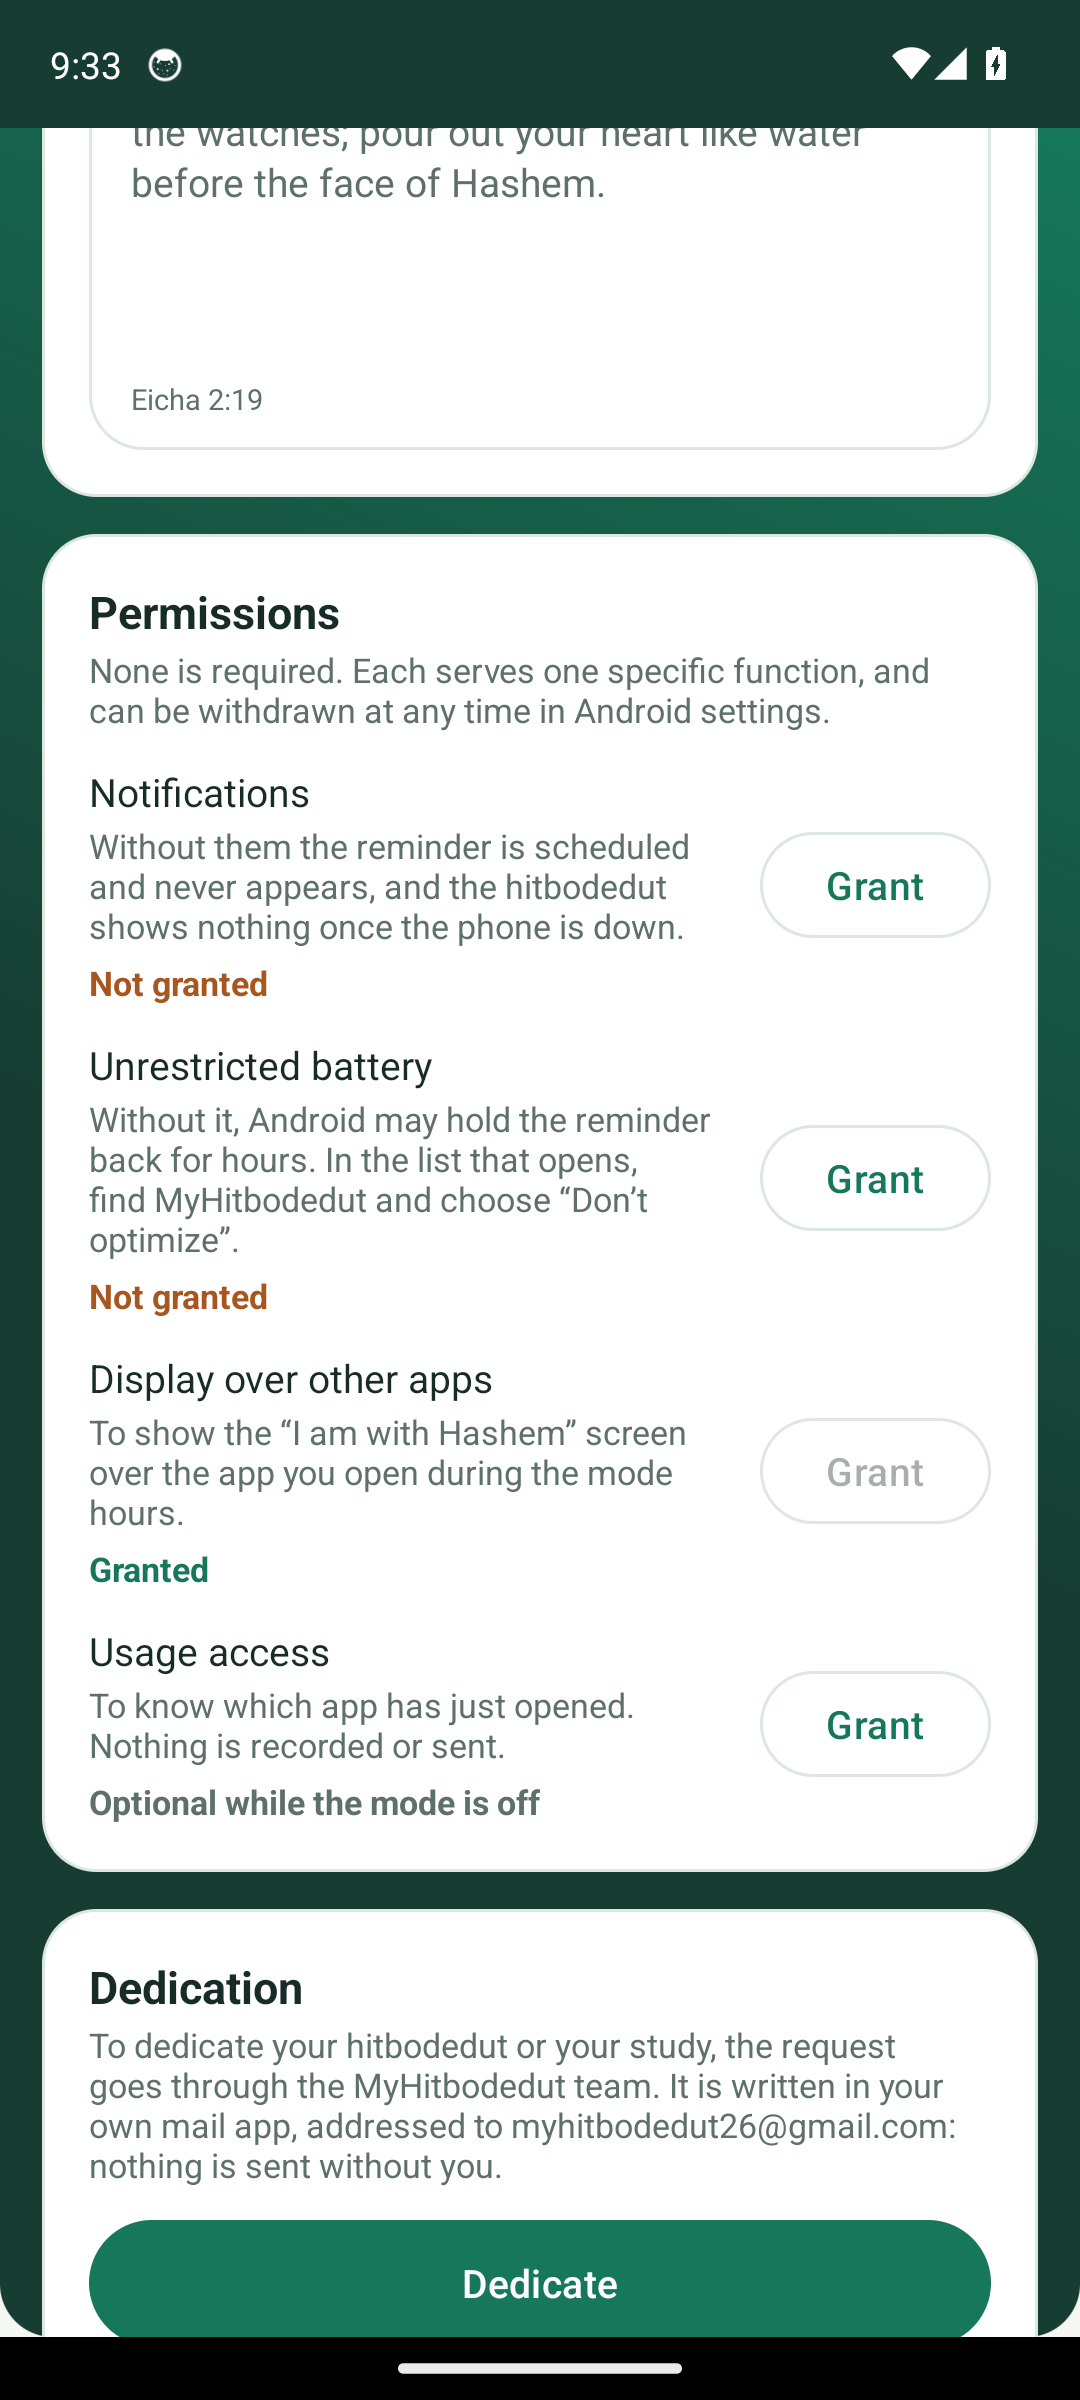 9:33
the watches; pour out your heart like water
before the face of Hashem.
Eicha 2:19
Permissions
None is required. Each serves one specific function, and
can be withdrawn at any time in Android settings.
Notifications
Without them the reminder is scheduled
and never appears, and the hitbodedut
shows nothing once the phone is down.
Grant
Not granted
Unrestricted battery
Without it, Android may hold the reminder
back for hours. In the list that opens,
find MyHitbodedut and choose “Don’t
optimize”.
Grant
Not granted
Display over other apps
To show the “I am with Hashem” screen
over the app you open during the mode
hours.
Grant
Granted
Usage access
To know which app has just opened.
Nothing is recorded or sent.
Grant
Optional while the mode is off
Dedication
To dedicate your hitbodedut or your study, the request
goes through the MyHitbodedut team. It is written in your
own mail app, addressed to myhitbodedut26@gmail.com:
nothing is sent without you.
Dedicate